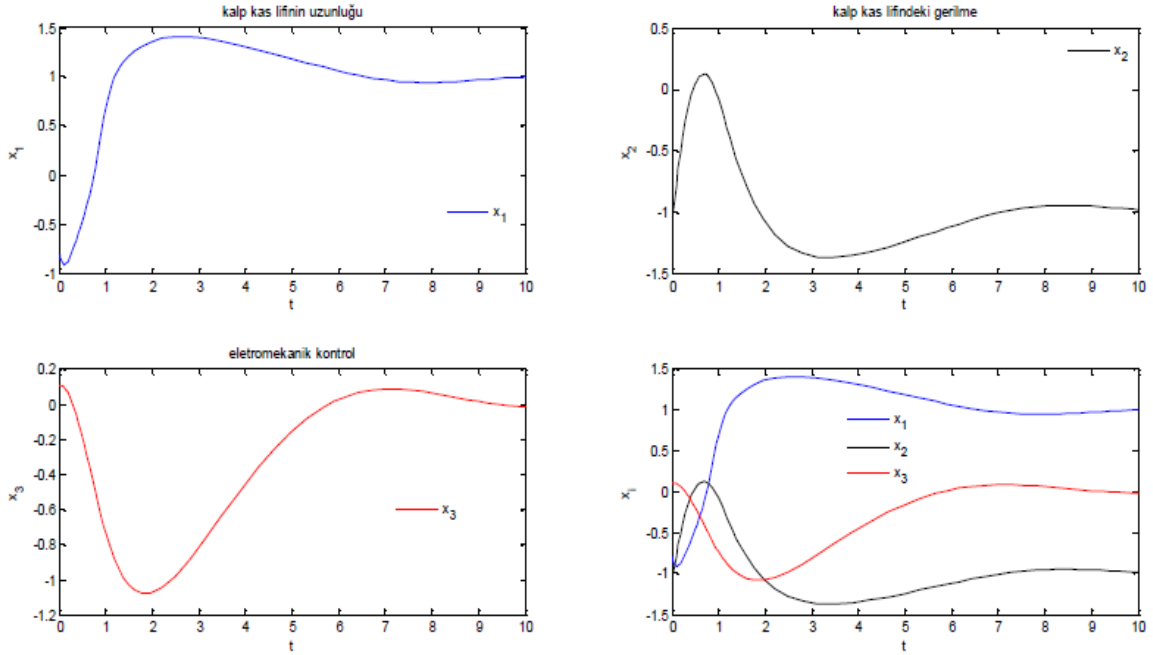 kalp kas lifinin uzunluğu
1.5
1
1.5
0
-0.5
-1
x1
x1
0 1 2 3 4 5 6 7 8 9 10
t
kalp kas lifindeki gerilme
0.5
0
-0.5
-1
-1.5
x2
x2
0 1 2 3 4 5 6 7 8 9 10
t
eletromekanik kontrol
0.2
0
-0.2
-0.4
-0.6
-0.8
-1
-1.2
x3
x3
0 1 2 3 4 5 6 7 8 9 10
t
1.5
1
0.5
0
-0.5
-1
-1.5
xi
x1
x2
x3
0 1 2 3 4 5 6 7 8 9 10
t